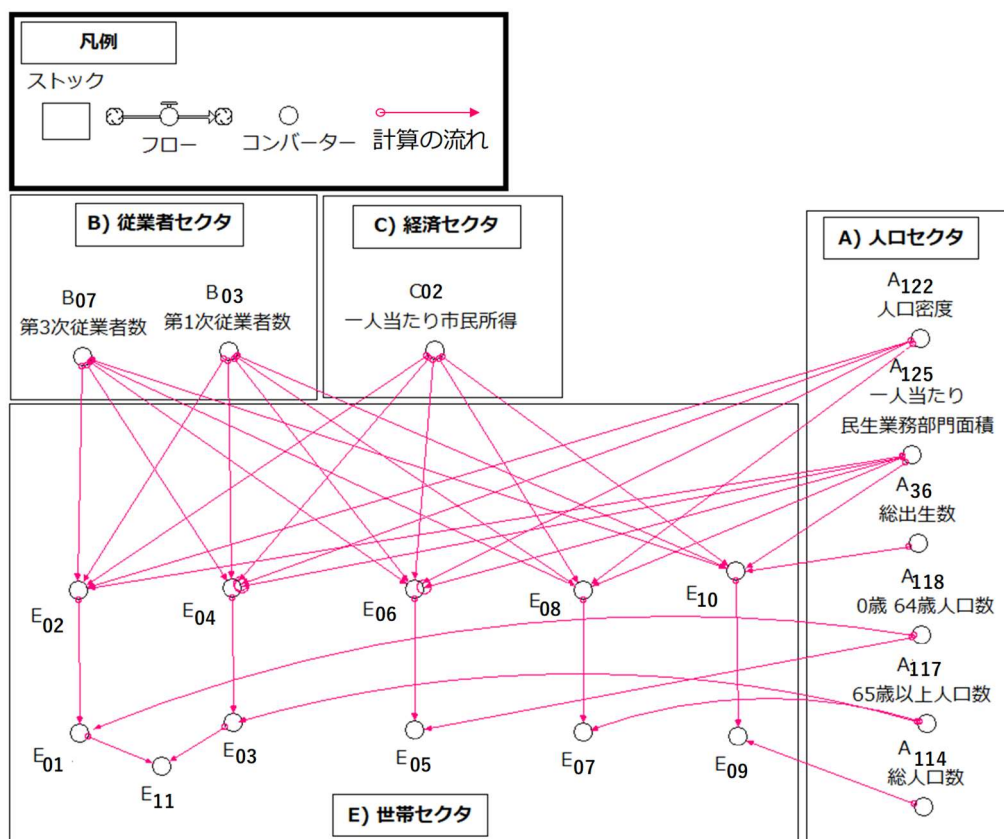 凡例
ストック
フロー
コンバーター
計算の流れ
B) 従業者セクタ
C) 経済セクタ
A) 人口セクタ
B07
第3次従業者数
B03
第1次従業者数
C02
一人当たり市民所得
A122
人口密度
A125
一人当たり
民生業務部門面積
A36
総出生数
A118
0歳 64歳人口数
A117
65歳以上人口数
A114
総人口数
E02
E04
E06
E08
E10
E01
E03
E05
E07
E09
E11
E) 世帯セクタ